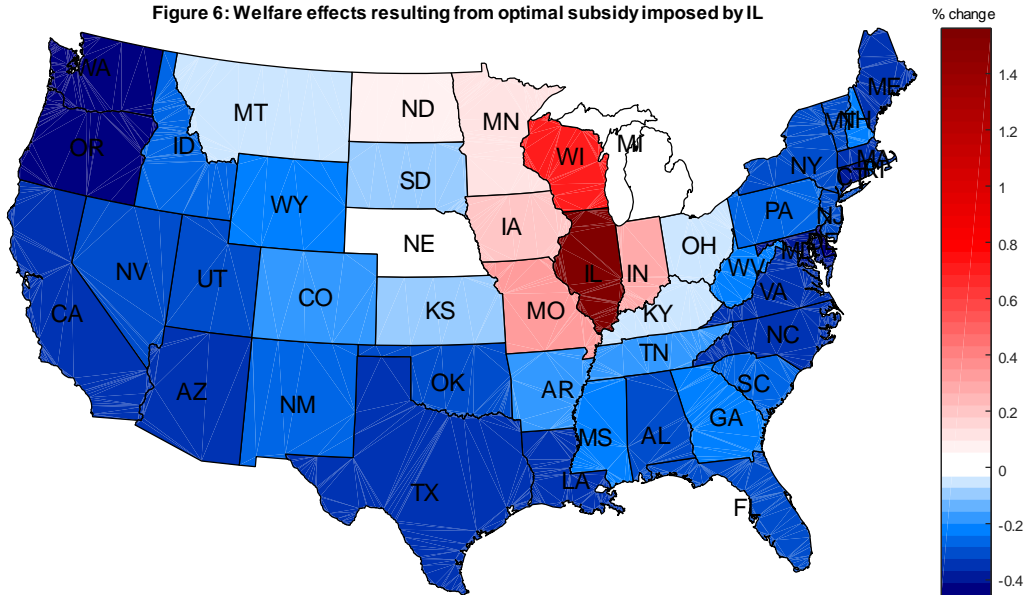 Figure 6: Welfare effects resulting from optimal subsidy imposed by IL
% change
WA
MT
ND
MN
ME
OR
ID
SD
WI
MI
NH
NY
MA
WY
IA
NE
OH
PA
NJ
NV
UT
CO
KS
MO
IL
IN
WV
MD
VA
KY
CA
AZ
NM
OK
AR
TN
NC
SC
MS
AL
GA
TX
LA
FL
1.4
1.2
1
0.8
0.6
0.4
0.2
0
-0.2
-0.4